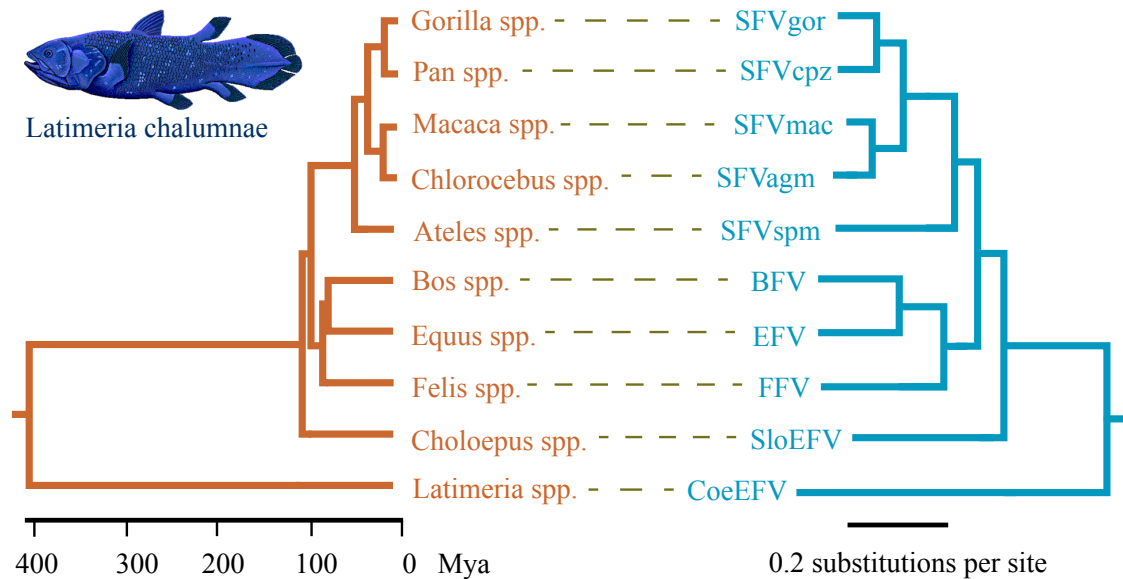 Latimeria chalumnae
Gorilla spp. SFVgor
Pan spp. SFVcpz
Macaca spp. SFVmac
Chlorocebus spp. SFVagm
Ateles spp. SFVspm
Bos spp. BFV
Equus spp. EFV
Felis spp. FFV
Choloepus spp. SloEFV
Latimeria spp. CoeEFV
400 300 200 100 0 Mya
0.2 substitutions per site